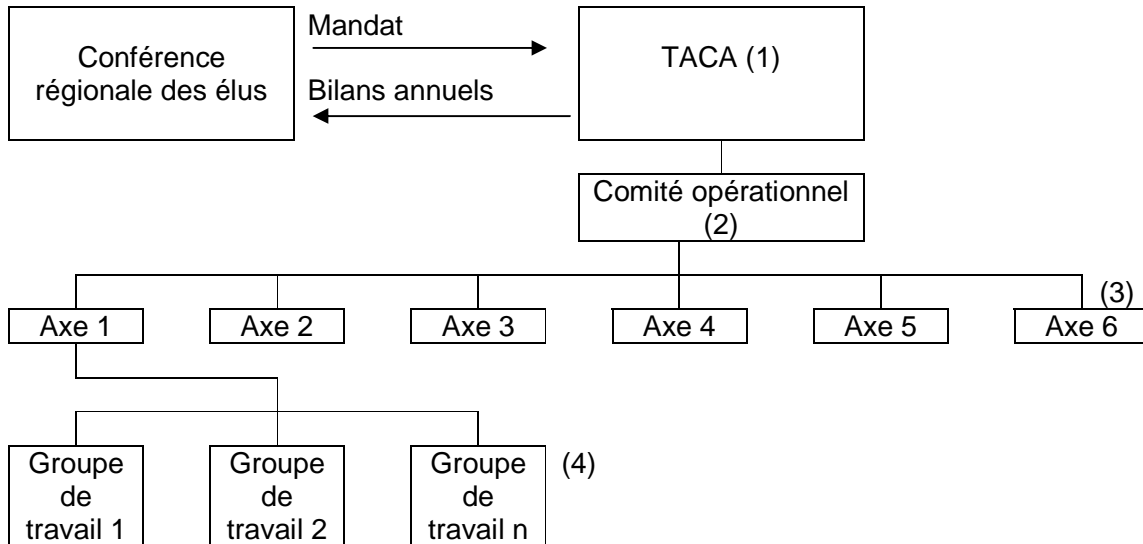 Mandat
Conférence
régionale des élus
TACA (1)
Bilans annuels
Comité opérationnel
(2)
(3)
Axe 1
Axe 2
Axe 3
Axe 4
Axe 5
Axe 6
Groupe
de
travail 1
Groupe
de
travail 2
Groupe
de
travail n
(4)